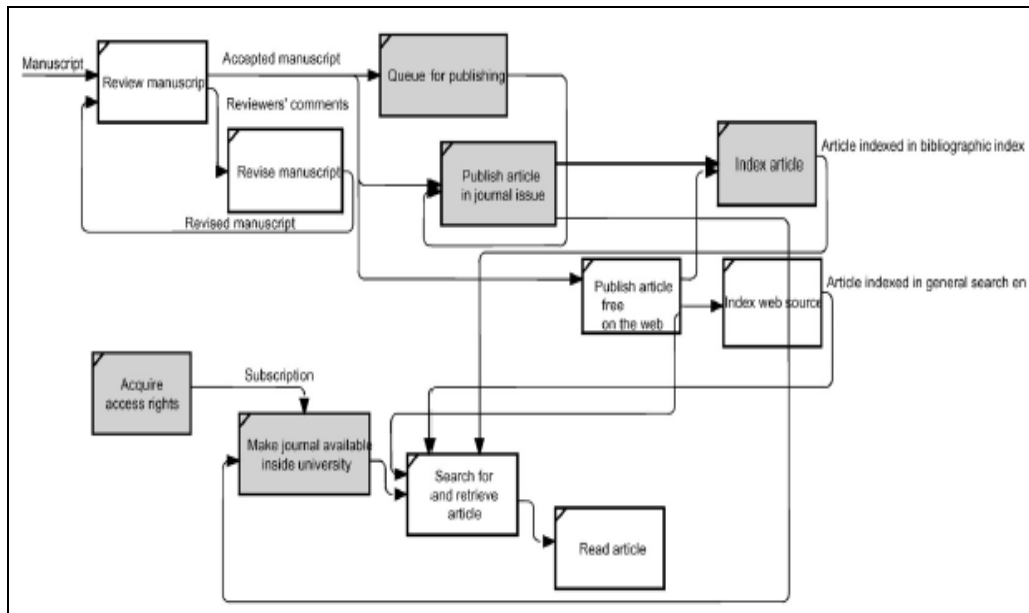 Manuscript
Review manuscript
Accepted manuscript
Queue for publishing
Reviewers' comments
Revise manuscript
Revised manuscript
Publish article
in journal issue
Index article
Article indexed in bibliographic index
Publish article
free
on the web
Index web source
Article indexed in general search en
Acquire
access rights
Subscription
Make journal available
inside university
Search for
and retrieve
article
Read article